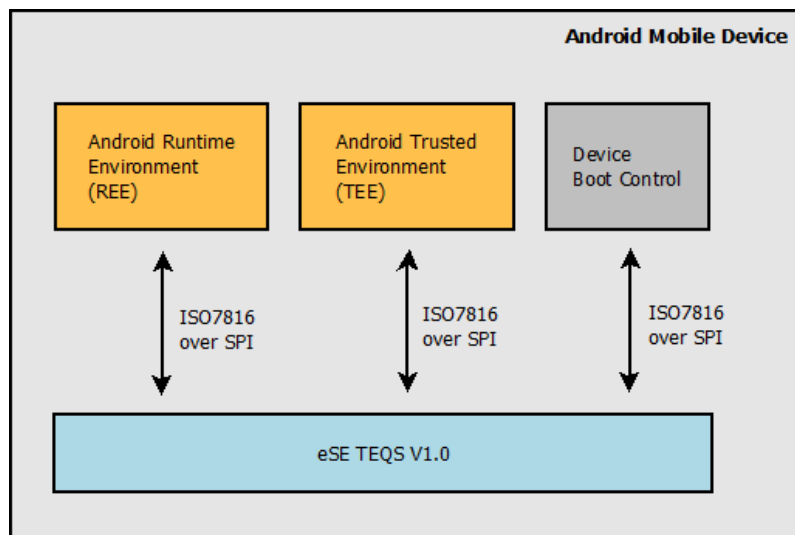 Android Mobile Device
Android Runtime
Environment
(REE)
Android Trusted
Environment
(TEE)
Device
Boot Control
ISO7816
over SPI
ISO7816
over SPI
ISO7816
over SPI
eSE TEQS V1.0